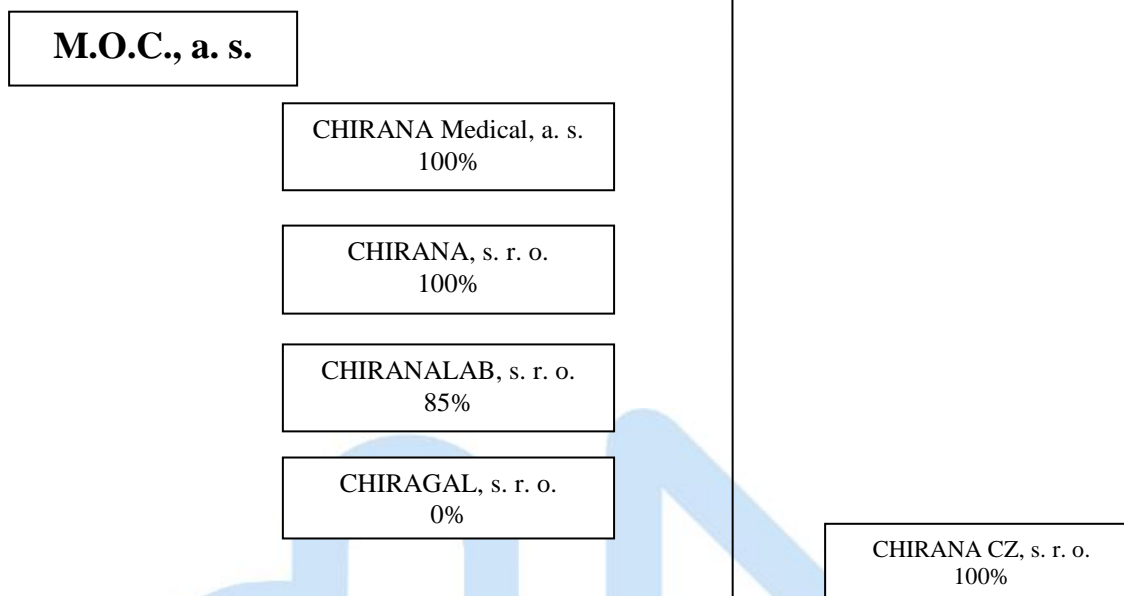 M.O.C., a. s.
CHIRANA Medical, a. s.
100%
CHIRANA, s. r. o.
100%
CHIRANALAB, s. r. o.
85%
CHIRAGAL, s. r. o.
0%
CHIRANA CZ, s. r. o.
100%